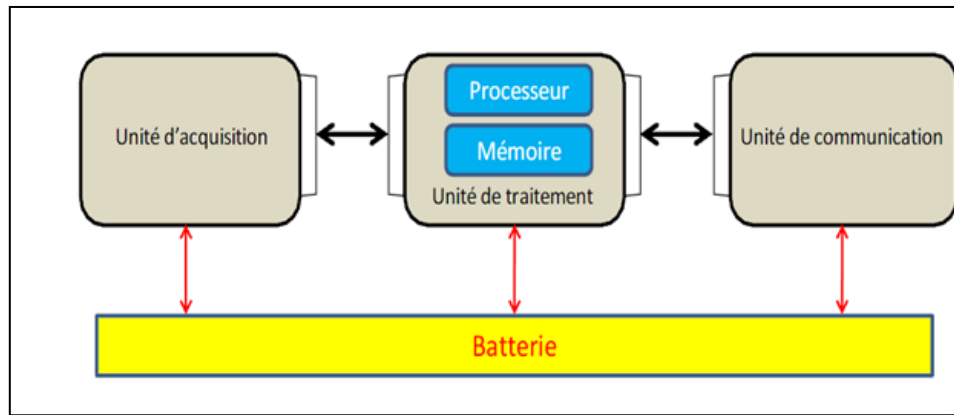 Unité d'acquisition
Processeur
Mémoire
Unité de traitement
Unité de communication
Batterie